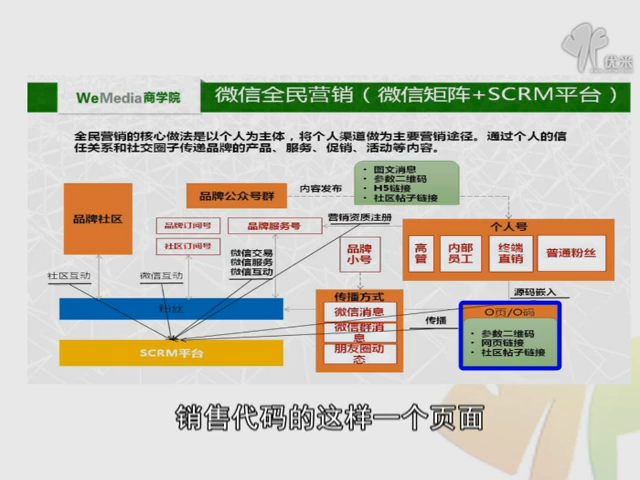 优米
WeMedia商学院
微信全民营销（微信矩阵+SCRM平台）
全民营销的核心做法是以个人为主体，将个人渠道做为主要营销途径。通过个人的信
任关系和社交圈子传递品牌的产品、服务、促销、活动等内容。
品牌社区
品牌公众号群
内容发布
• 图文消息
• 参数二维码
• H5链接
• 社区帖子链接
品牌订阅号
社区订阅号
品牌服务号
营销资质注册
个人号
高管
内部员工
终端直销
普通粉丝
微信交易
微信服务
微信互动
品牌小号
社区互动
微信互动
粉丝
SCRM平台
传播方式
微信消息
微信群消息
朋友圈动态
传播
源码嵌入
O页/O码
• 参数二维码
• 网页链接
• 社区帖子链接
销售代码的这样一个页面